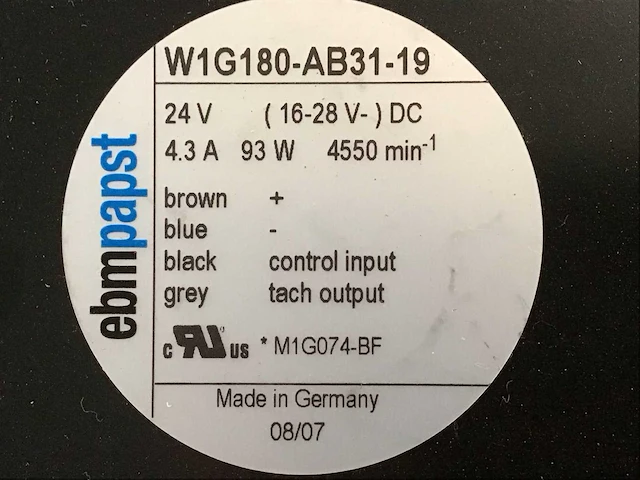 ebmpapst
W1G180-AB31-19
24 V ( 16-28 V- ) DC
4.3 A 93 W 4550 min-1
brown +
blue -
black control input
grey tach output
c RU us * M1G074-BF
Made in Germany
08/07